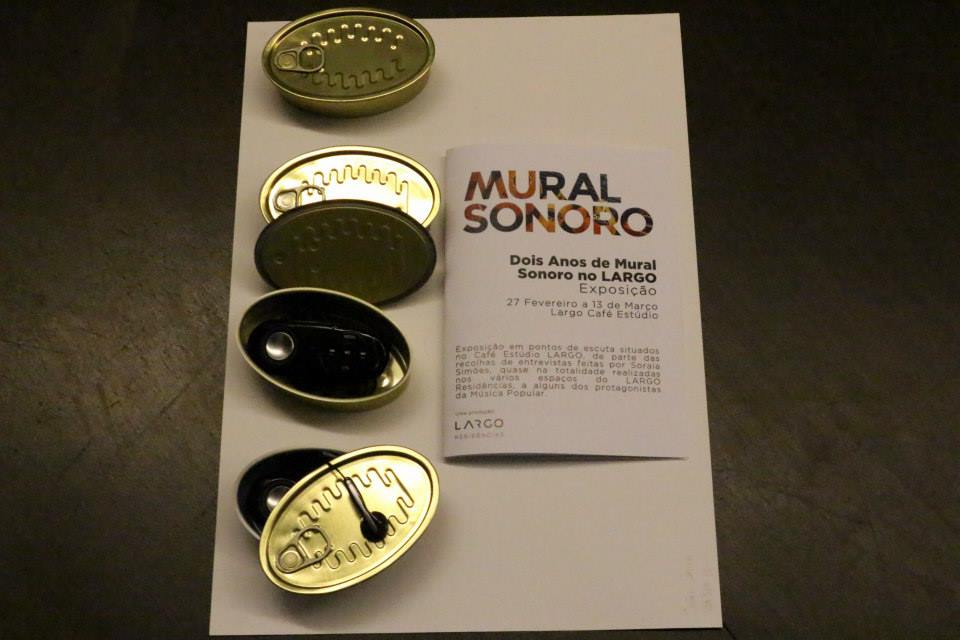 MURAL
SONORO
Dois Anos de Mural
Sonoro no LARGO
Exposição
27 Fevereiro a 13 de Março
Largo Café Estúdio
Exposição em pontos de escuta situados
no Café Estúdio LARGO, de parte das
recolhas de entrevistas feitas por Soraia
Simões, quase na totalidade realizadas
nos vários espaços do LARGO
Residências, a alguns dos protagonistas
da Música Popular.
Uma produção
LARGO
RESIDÊNCIAS